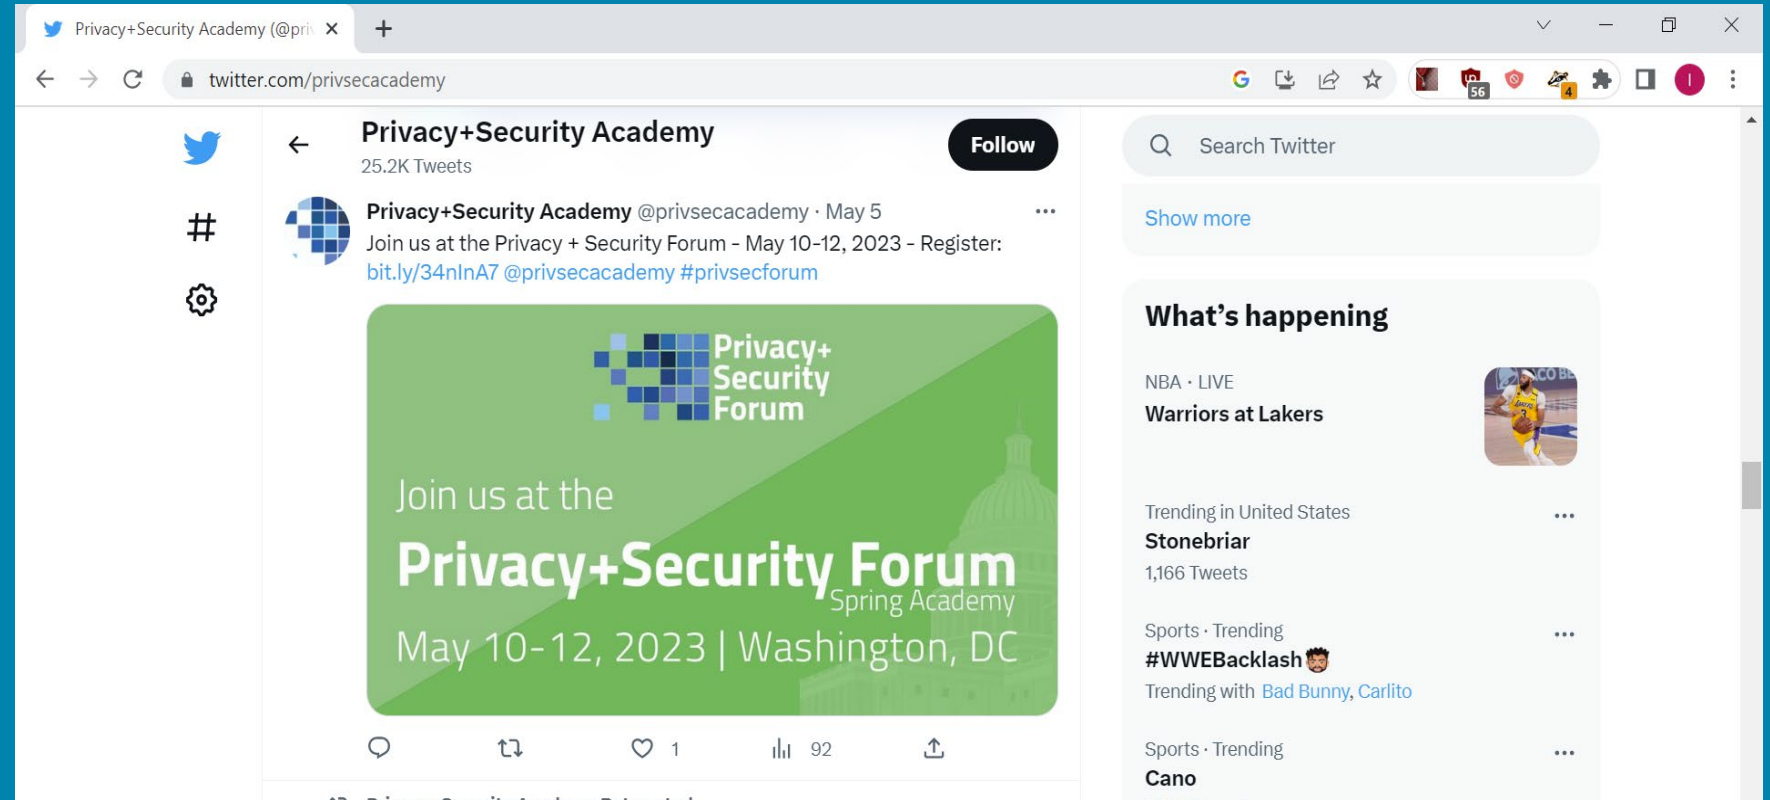 Privacy+Security Academy (@pri
twitter.com/privsecacademy
56
4
I
Privacy+Security Academy
25.2K Tweets
Follow
Search Twitter
Privacy+Security Academy @privsecacademy · May 5
Join us at the Privacy + Security Forum - May 10-12, 2023 - Register:
bit.ly/34nInA7 @privsecacademy #privsecforum
Privacy+
Security
Forum
Join us at the
Privacy+Security Forum
Spring Academy
May 10-12, 2023 | Washington, DC
1
92
Show more
What's happening
NBA · LIVE
Warriors at Lakers
Trending in United States
Stonebriar
1,166 Tweets
Sports · Trending
#WWEBacklash
Trending with Bad Bunny, Carlito
Sports · Trending
Cano